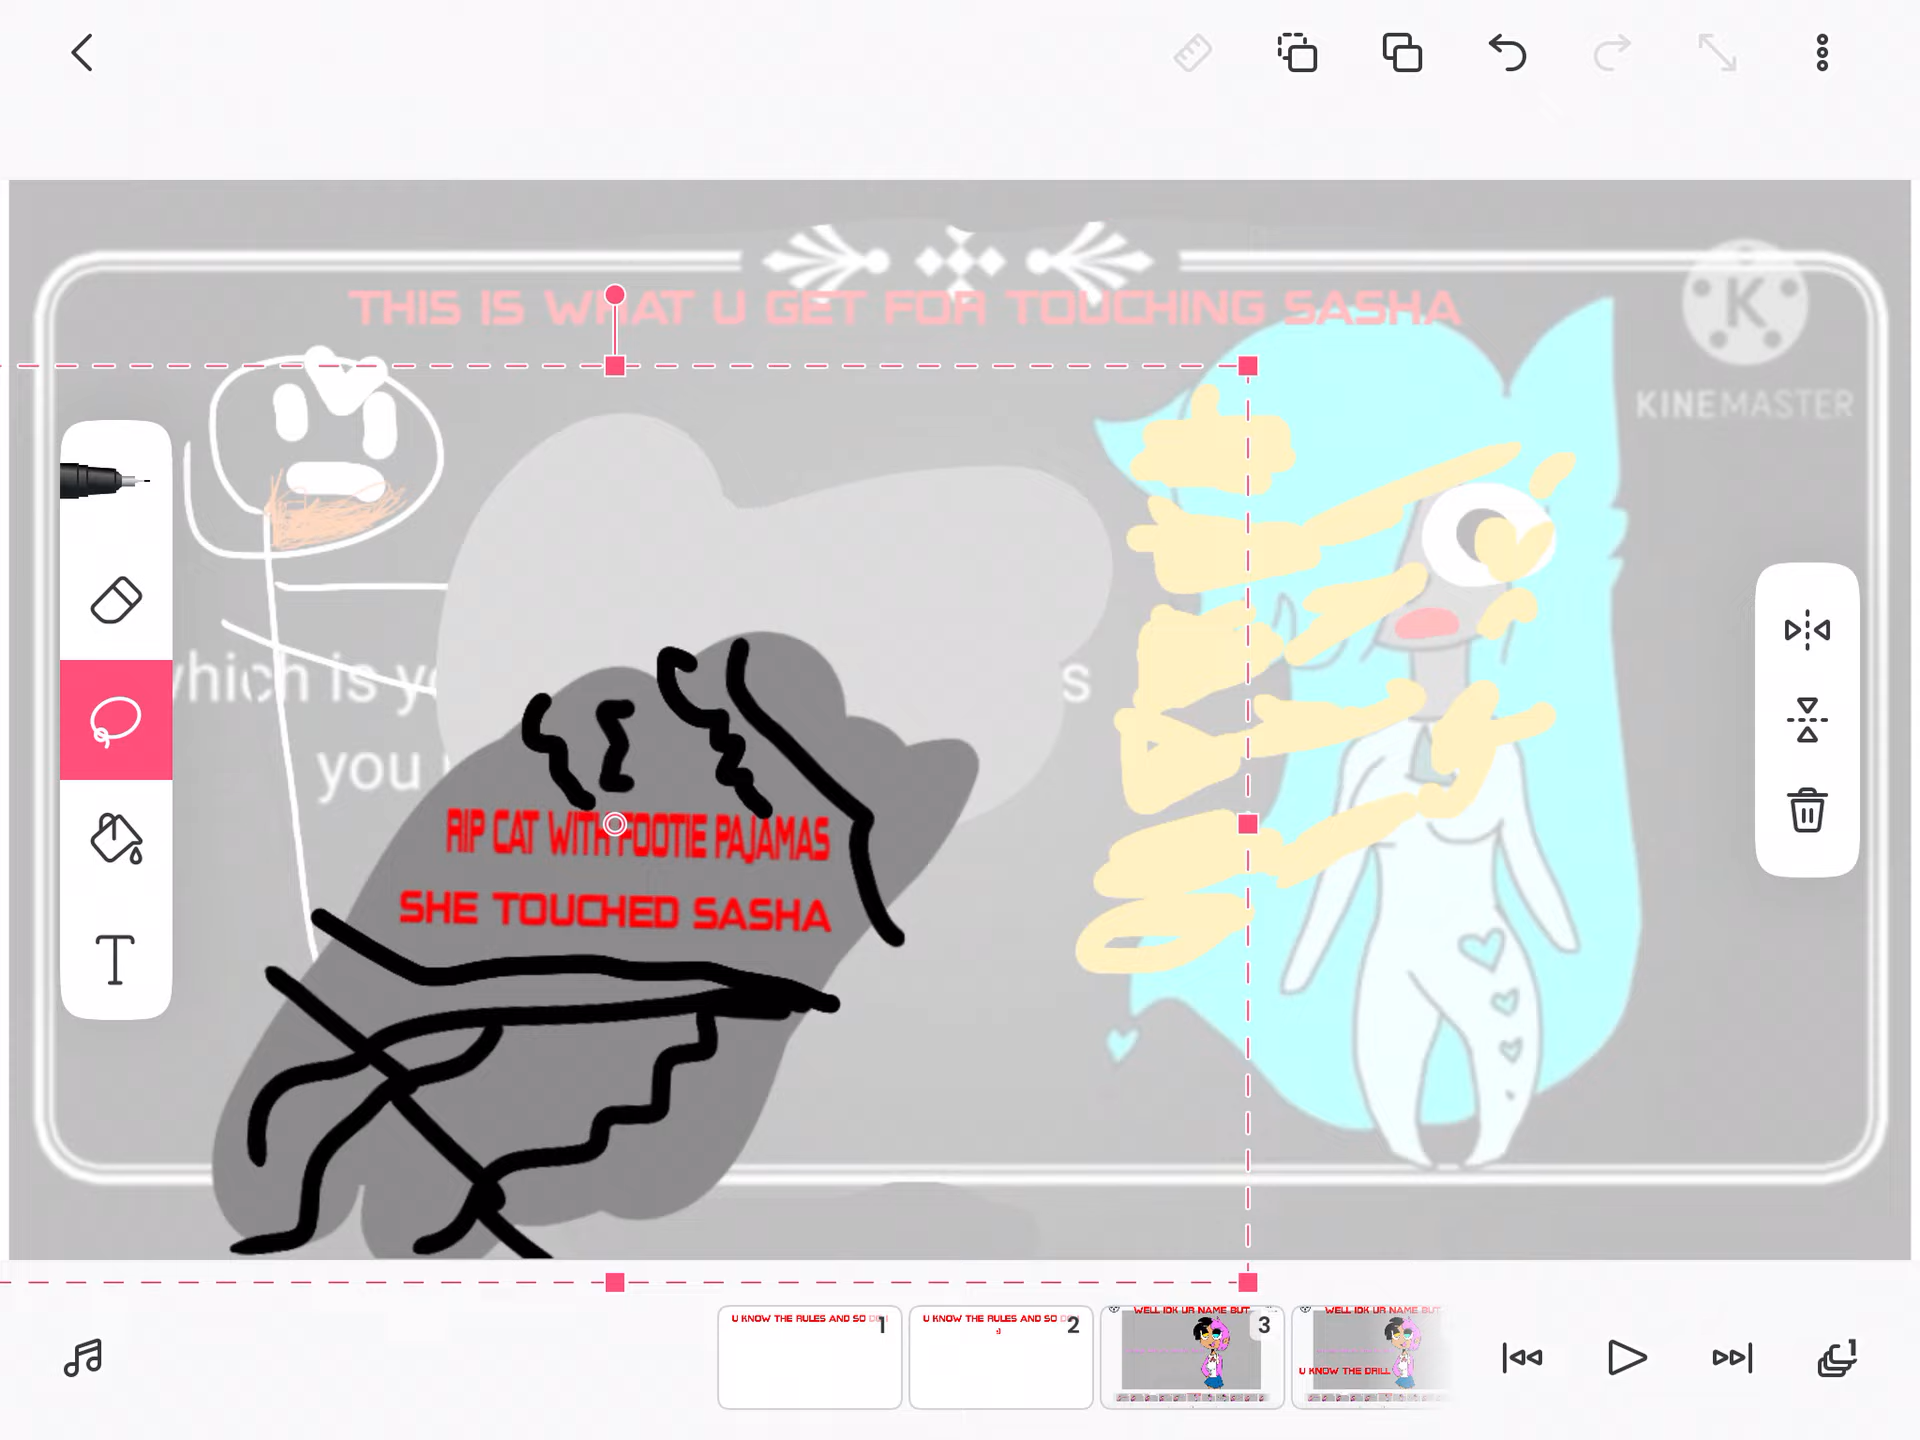 THIS IS WHAT U GET FOR TOUCHING SASHA
K
KINEMASTER
which is
s
you
RIP CAT WITH FOOTIE PAJAMAS
SHE TOUCHED SASHA
T
U KNOW THE RULES AND SO 1
U KNOW THE RULES AND SO 2
:)
WELL IDK UR NAME BUT 3
WELL IDK UR NAME BUT
U KNOW THE DRILL